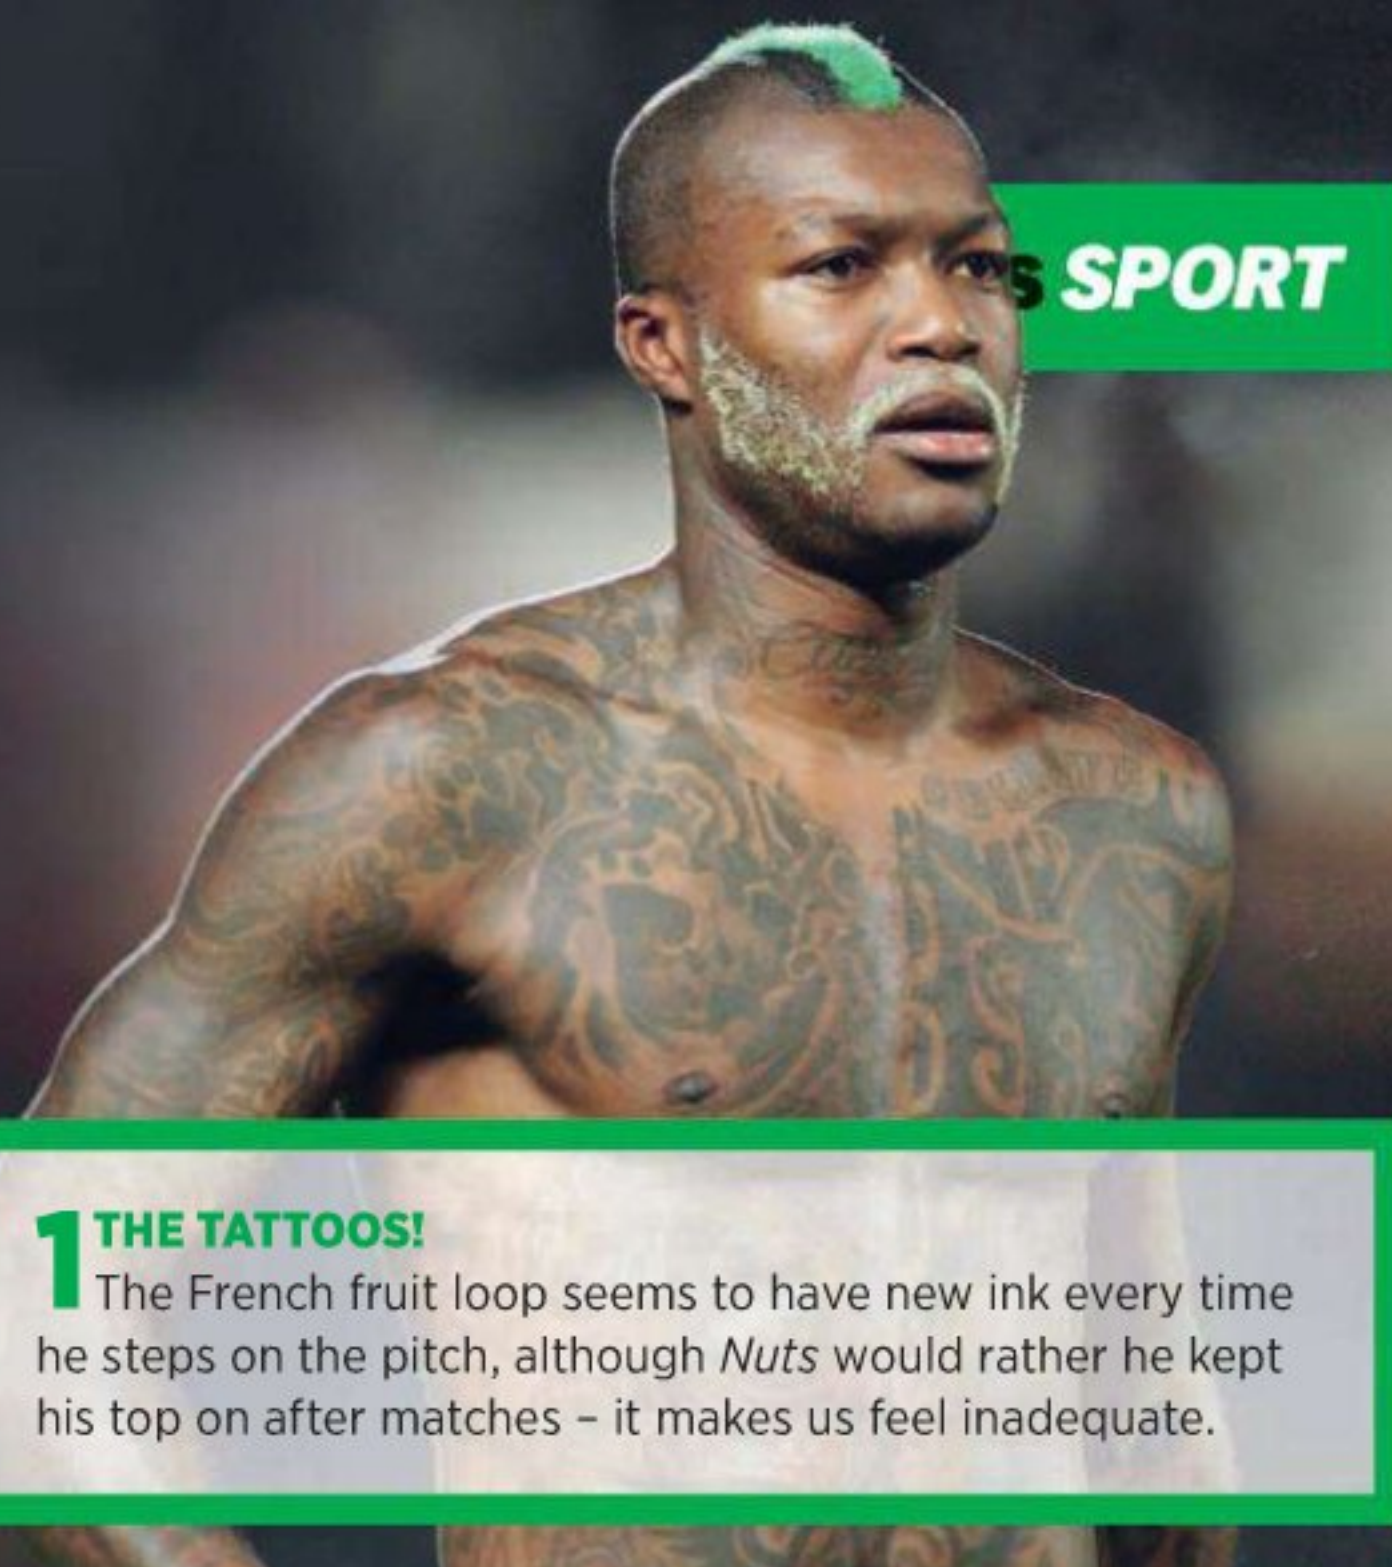 s SPORT
1 THE TATTOOS!
The French fruit loop seems to have new ink every time
he steps on the pitch, although Nuts would rather he kept
his top on after matches – it makes us feel inadequate.